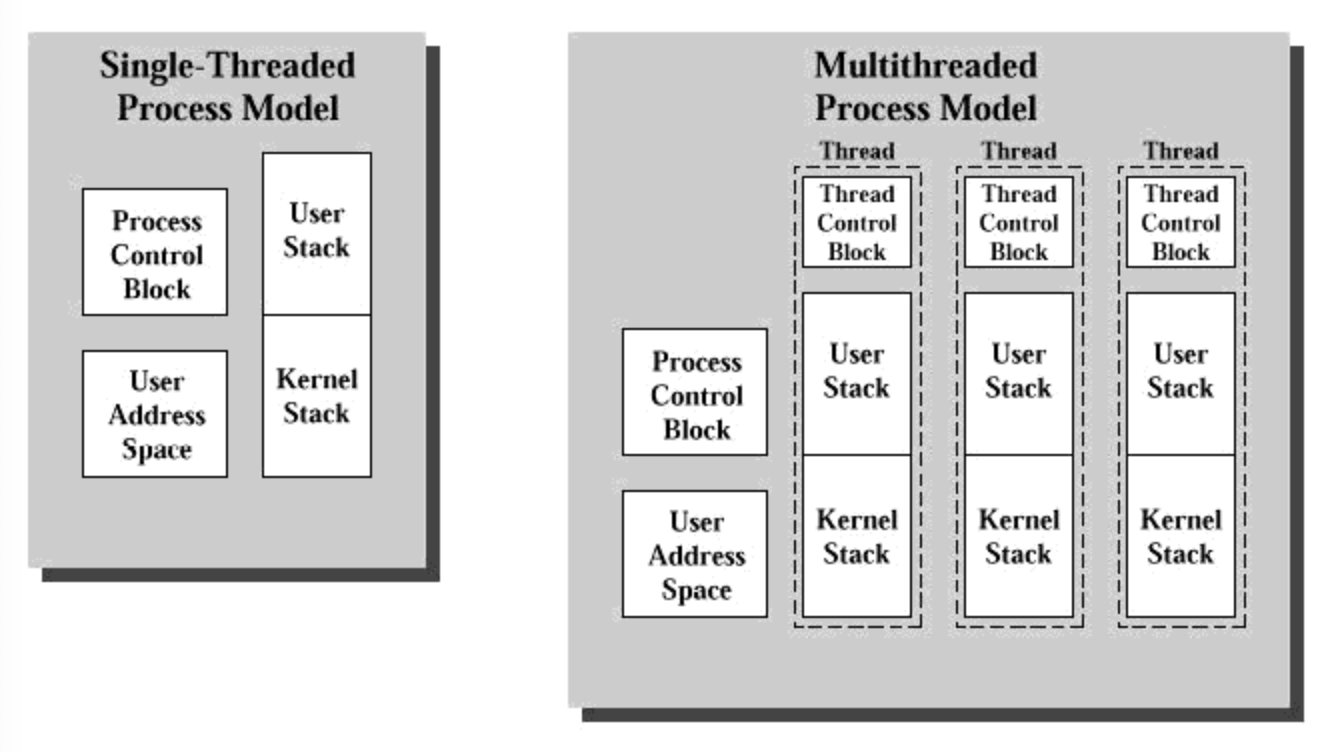 Single-Threaded
Process Model
Process
Control
Block
User
Address
Space
User
Stack
Kernel
Stack
Multithreaded
Process Model
Process
Control
Block
User
Address
Space
Thread
Thread
Control
Block
User
Stack
Kernel
Stack
Thread
Thread
Control
Block
User
Stack
Kernel
Stack
Thread
Thread
Control
Block
User
Stack
Kernel
Stack